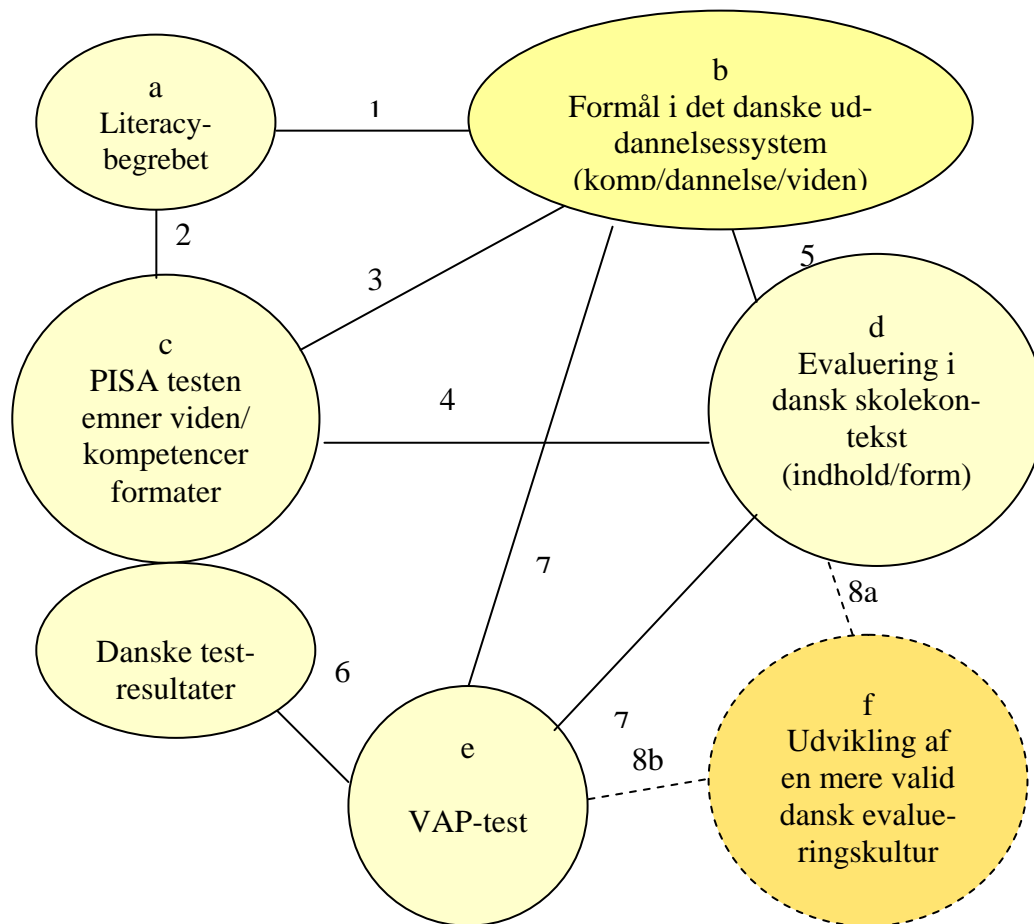 a
Literacy-
begrebet
1
b
Formål i det danske ud-
dannelsessystem
(komp/dannelse/viden)
2
3
5
c
PISA testen
emner viden/
kompetencer
formater
4
d
Evaluering i
dansk skolekon-
tekst
(indhold/form)
7
8a
Danske test-
resultater
6
e
VAP-test
7
8b
f
Udvikling af
en mere valid
dansk evalue-
ringskultur